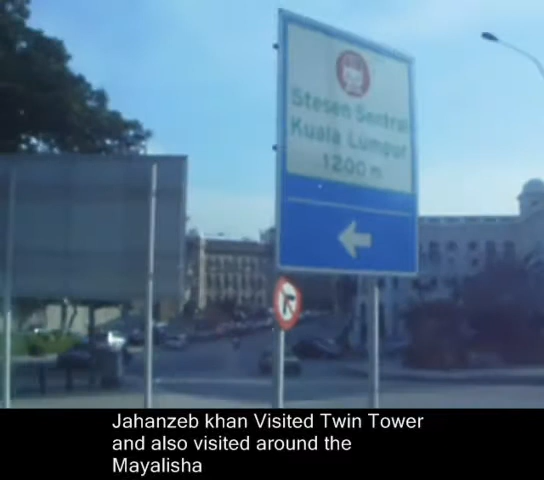 Stesen Sentral
Kuala Lumpur
1200 m
Jahanzeb khan Visited Twin Tower
and also visited around the
Mayalisha